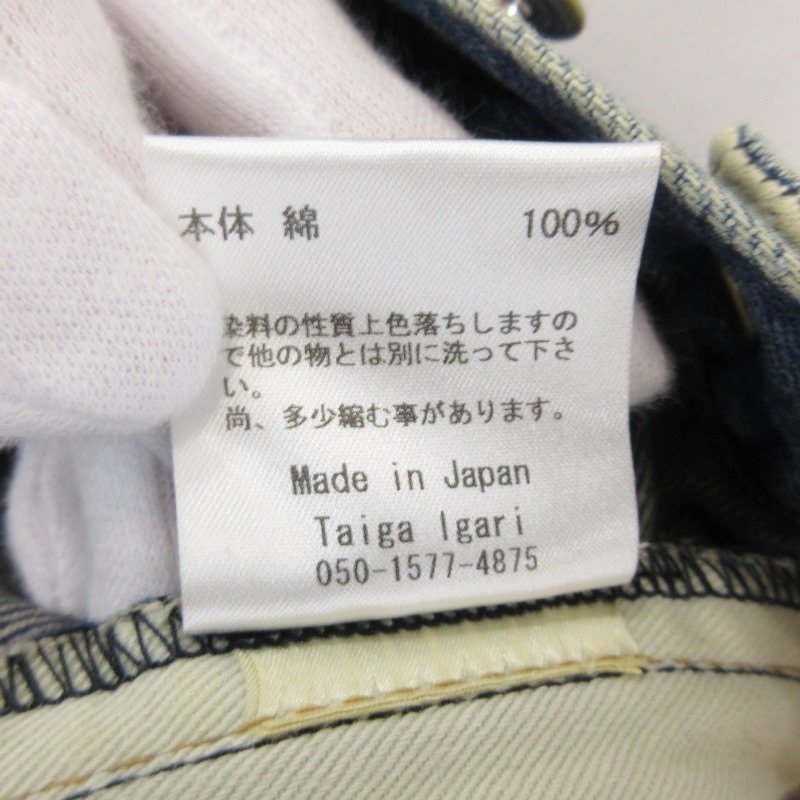 本体 綿 100%
染料の性質上色落ちしますの
で他の物とは別に洗って下さ
い。
尚、多少縮む事があります。
Made in Japan
Taiga Igari
050-1577-4875